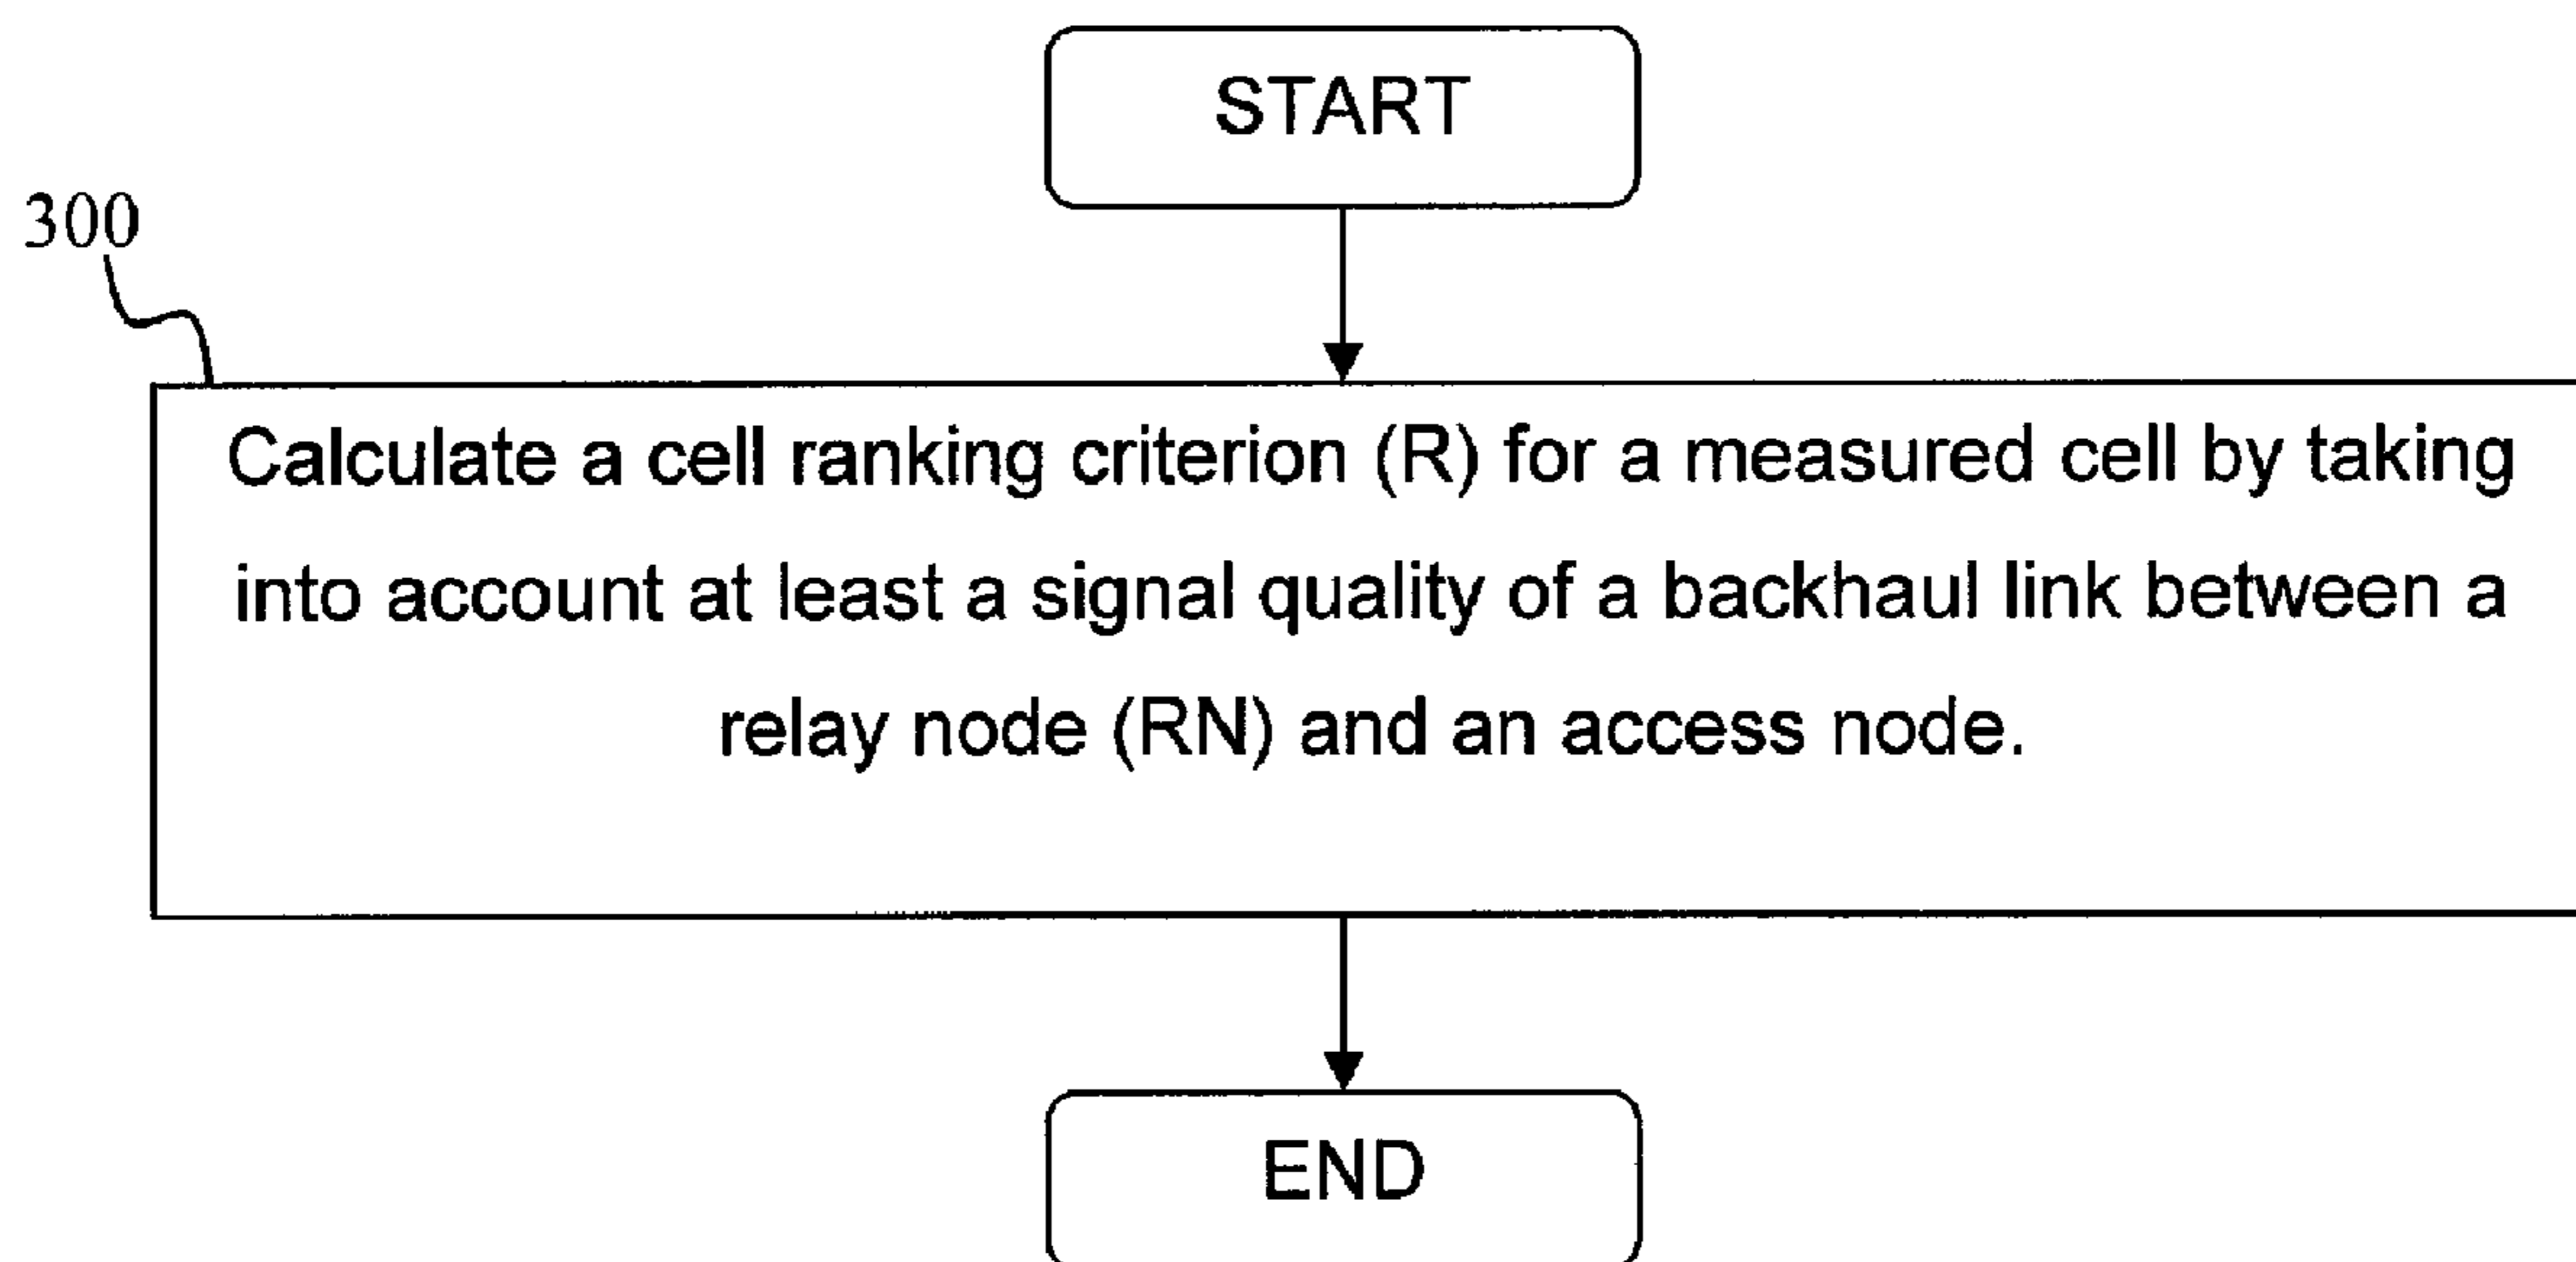 START
300
Calculate a cell ranking criterion (R) for a measured cell by taking
into account at least a signal quality of a backhaul link between a
relay node (RN) and an access node.
END